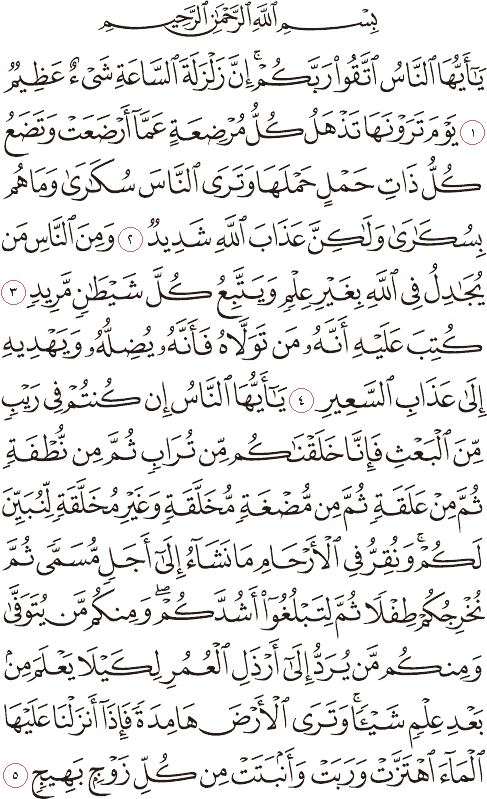 بِسْمِ ٱللَّهِ ٱلرَّحْمَٰنِ ٱلرَّحِيمِ
يَٰٓأَيُّهَا ٱلنَّاسُ ٱتَّقُوا۟ رَبَّكُمْ ۚ إِنَّ زَلْزَلَةَ ٱلسَّاعَةِ شَىْءٌ عَظِيمٌ
١ يَوْمَ تَرَوْنَهَا تَذْهَلُ كُلُّ مُرْضِعَةٍ عَمَّآ أَرْضَعَتْ وَتَضَعُ
كُلُّ ذَاتِ حَمْلٍ حَمْلَهَا وَتَرَى ٱلنَّاسَ سُكَٰرَىٰ وَمَا هُم
بِسُكَٰرَىٰ وَلَٰكِنَّ عَذَابَ ٱللَّهِ شَدِيدٌ ٢ وَمِنَ ٱلنَّاسِ مَن
يُجَٰدِلُ فِى ٱللَّهِ بِغَيْرِ عِلْمٍ وَيَتَّبِعُ كُلَّ شَيْطَٰنٍ مَّرِيدٍ ٣
كُتِبَ عَلَيْهِ أَنَّهُۥ مَن تَوَلَّاهُ فَأَنَّهُۥ يُضِلُّهُۥ وَيَهْدِيهِ
إِلَىٰ عَذَابِ ٱلسَّعِيرِ ٤ يَٰٓأَيُّهَا ٱلنَّاسُ إِن كُنتُمْ فِى رَيْبٍ
مِّنَ ٱلْبَعْثِ فَإِنَّا خَلَقْنَٰكُم مِّن تُرَابٍ ثُمَّ مِن نُّطْفَةٍ
ثُمَّ مِنْ عَلَقَةٍ ثُمَّ مِن مُّضْغَةٍ مُّخَلَّقَةٍ وَغَيْرِ مُخَلَّقَةٍ لِّنُبَيِّنَ
لَكُمْ ۚ وَنُقِرُّ فِى ٱلْأَرْحَامِ مَا نَشَآءُ إِلَىٰٓ أَجَلٍ مُّسَمًّى ثُمَّ
نُخْرِجُكُمْ طِفْلًا ثُمَّ لِتَبْلُغُوٓا۟ أَشُدَّكُمْ ۖ وَمِنكُم مَّن يُتَوَفَّىٰ
وَمِنكُم مَّن يُرَدُّ إِلَىٰٓ أَرْذَلِ ٱلْعُمُرِ لِكَيْلَا يَعْلَمَ مِنۢ
بَعْدِ عِلْمٍ شَيْـًٔا ۚ وَتَرَى ٱلْأَرْضَ هَامِدَةً فَإِذَآ أَنزَلْنَا عَلَيْهَا
ٱلْمَآءَ ٱهْتَزَّتْ وَرَبَتْ وَأَنۢبَتَتْ مِن كُلِّ زَوْجٍۭ بَهِيجٍ ٥